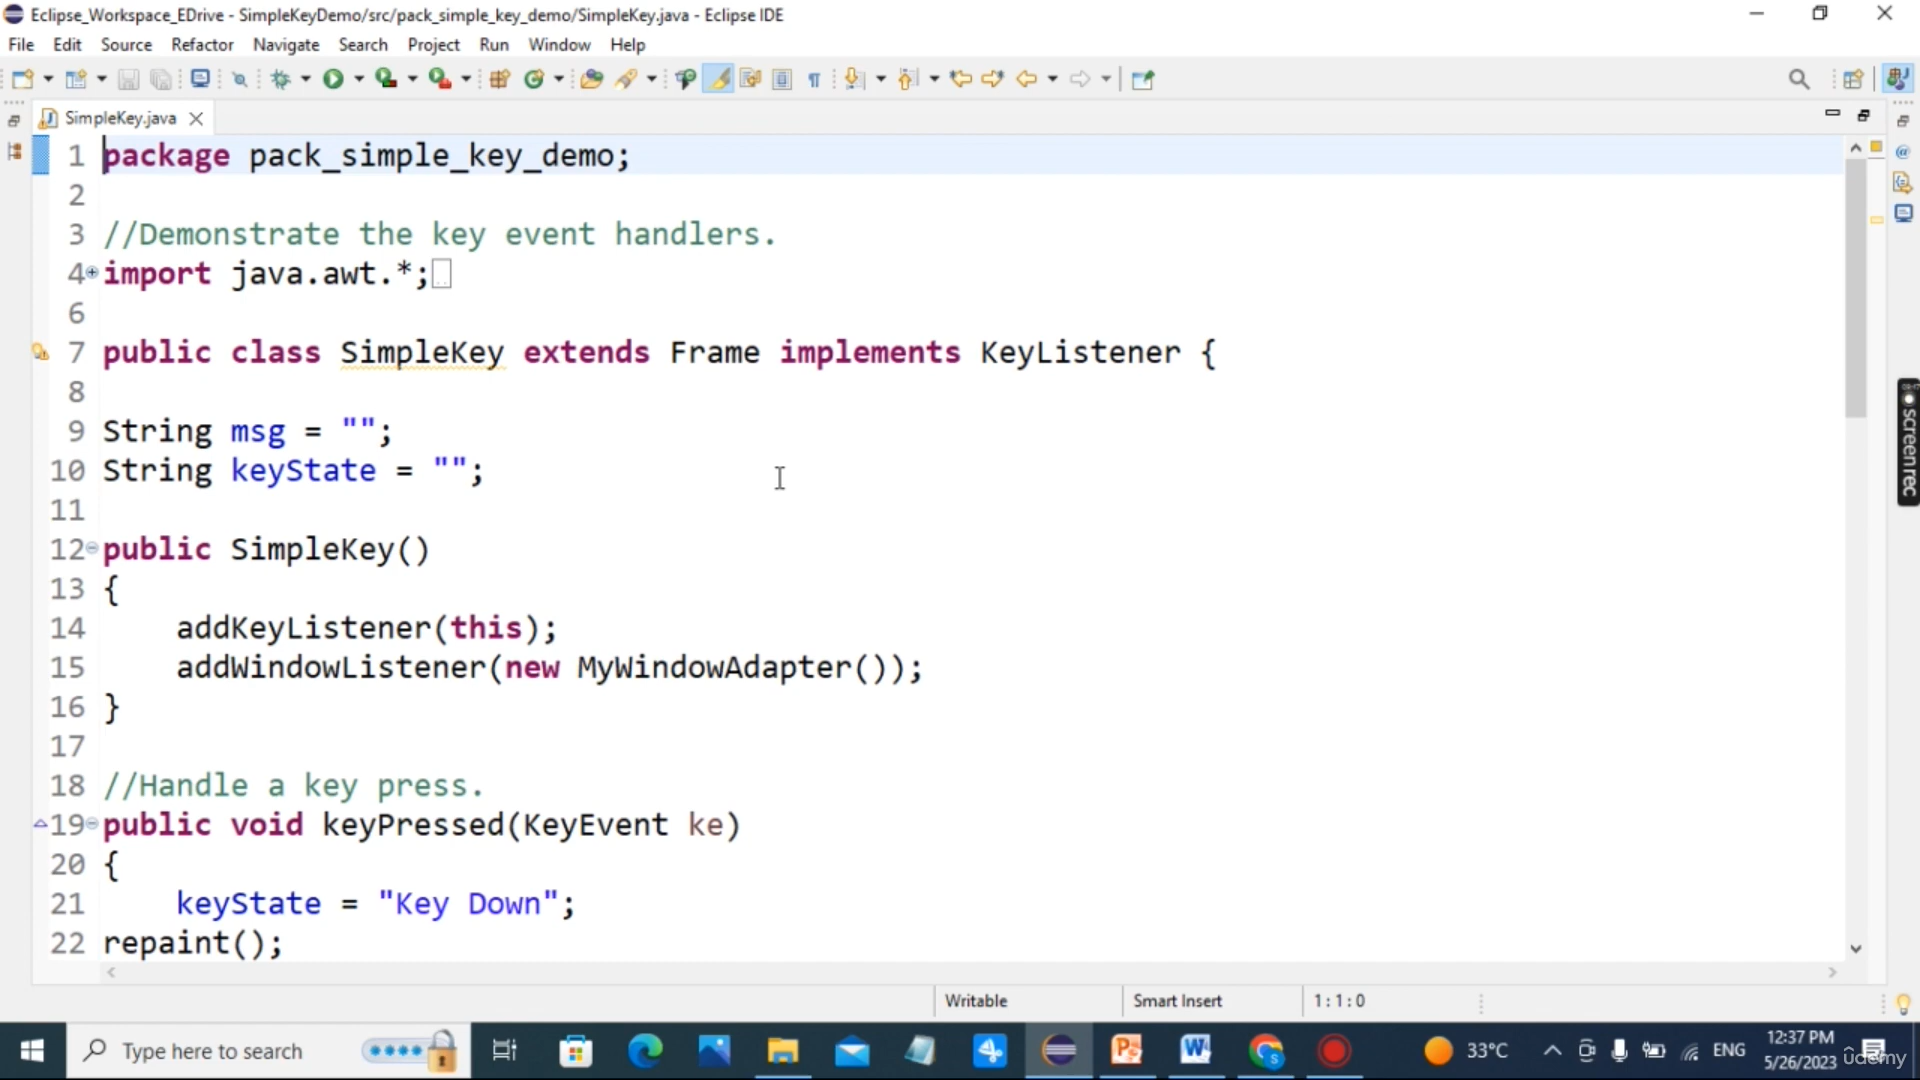 Eclipse_Workspace_EDrive - SimpleKeyDemo/src/pack_simple_key_demo/SimpleKey.java - Eclipse IDE
File Edit Source Refactor Navigate Search Project Run Window Help
SimpleKey.java
1 package pack_simple_key_demo;
2
3 //Demonstrate the key event handlers.
4 import java.awt.*;
6
7 public class SimpleKey extends Frame implements KeyListener {
8
9 String msg = "";
10 String keyState = "";
11
12 public SimpleKey()
13 {
14 addKeyListener(this);
15 addWindowListener(new MyWindowAdapter());
16 }
17
18 //Handle a key press.
19 public void keyPressed(KeyEvent ke)
20 {
21 keyState = "Key Down";
22 repaint();
screenrec
Writable Smart Insert 1 : 1 : 0
Type here to search
33°C ENG 12:37 PM
5/26/2023
udemy